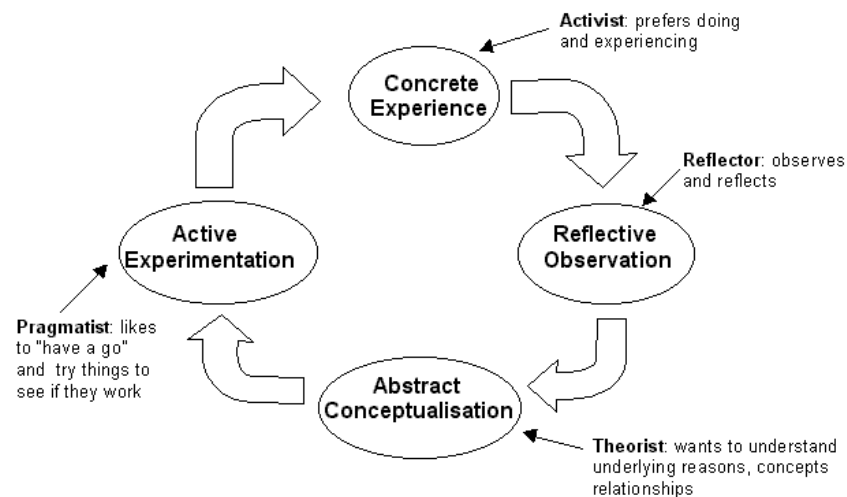 Activist: prefers doing
and experiencing
Concrete
Experience
Reflector: observes
and reflects
Reflective
Observation
Active
Experimentation
Pragmatist: likes
to "have a go"
and try things to
see if they work
Abstract
Conceptualisation
Theorist: wants to understand
underlying reasons, concepts
relationships